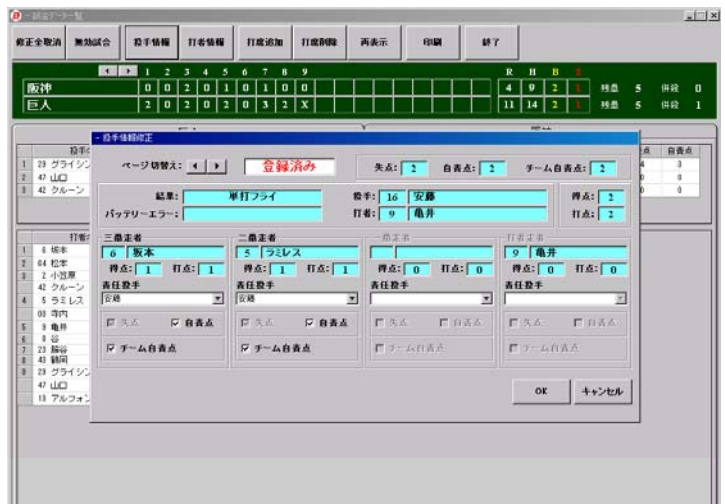 修正全取消 無効試合 投手情報 打者情報 打席追加 打席削除 再表示 印刷 終了
1 2 3 4 5 6 7 8 9 R H B
阪神 0 0 2 0 1 0 1 0 0 4 9 2 残塁 5 併殺 0
巨人 2 0 2 0 2 0 3 2 X 11 14 2 残塁 5 併殺 1
- 投手情報修正
ページ切替え: 登録済み 失点: 2 自責点: 2 チーム自責点: 2
結果: 単打フライ 投手: 16 安藤 得点: 2
バッテリーエラー: 打者: 9 亀井 打点: 2
三塁走者 二塁走者 一塁走者 打者走者
6 坂本 5 ラミレス 9 亀井
得点: 1 打点: 1 得点: 1 打点: 1 得点: 0 打点: 0 得点: 0 打点: 0
責任投手 責任投手 責任投手 責任投手
安藤 安藤
失点 自責点 失点 自責点 失点 自責点 失点 自責点
チーム自責点 チーム自責点 チーム自責点 チーム自責点
OK キャンセル
自責点
1 29 グライシン 3
2 47 山口 0 0
3 42 クルーン 0 0
1 6 坂本
2 64 松本
3 2 小笠原
42 クルーン
4 5 ラミレス
00 寺内
5 9 亀井
6 8 谷
7 23 脇谷
8 43 鶴岡
9 29 グライシン
47 山口